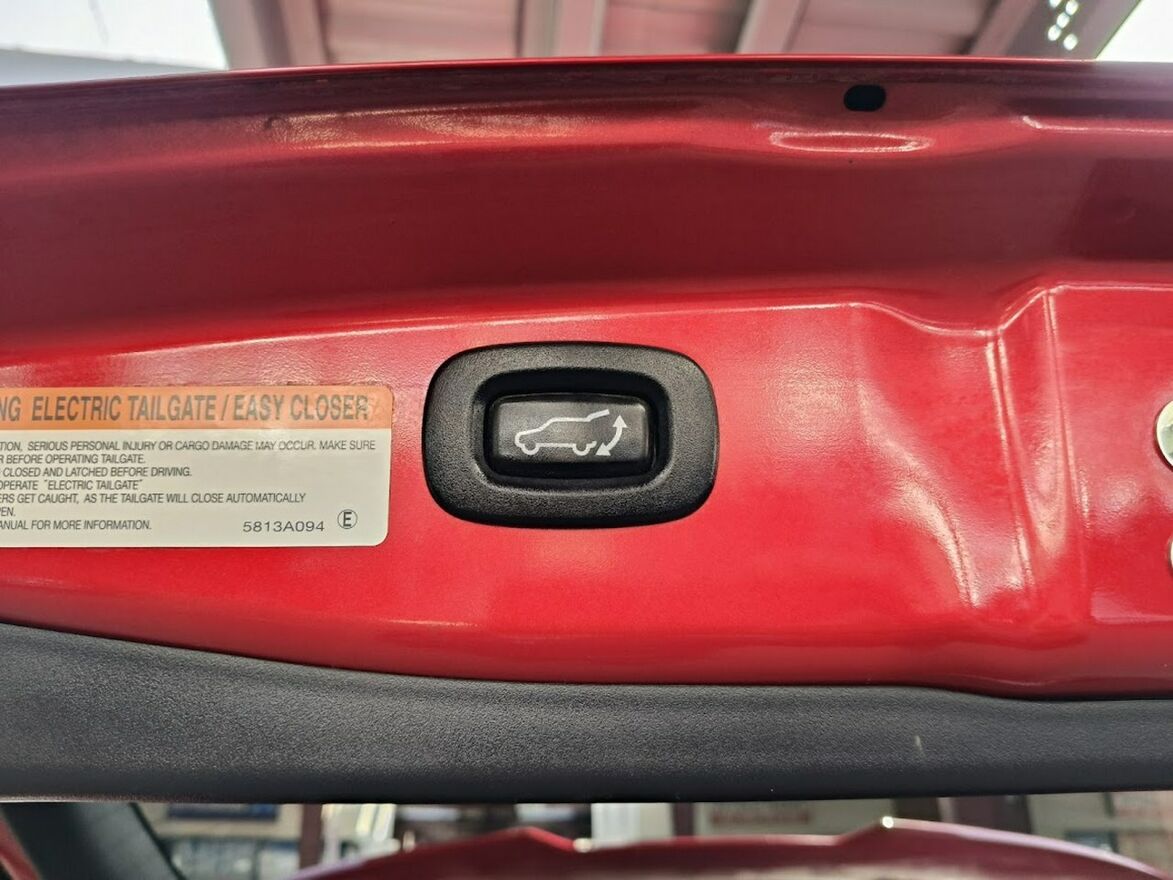 NG ELECTRIC TAILGATE / EASY CLOSER
TION, SERIOUS PERSONAL INJURY OR CARGO DAMAGE MAY OCCUR. MAKE SURE
R BEFORE OPERATING TAILGATE.
CLOSED AND LATCHED BEFORE DRIVING.
OPERATE "ELECTRIC TAILGATE"
ERS GET CAUGHT, AS THE TAILGATE WILL CLOSE AUTOMATICALLY
PEN.
ANUAL FOR MORE INFORMATION.
5813A094 E